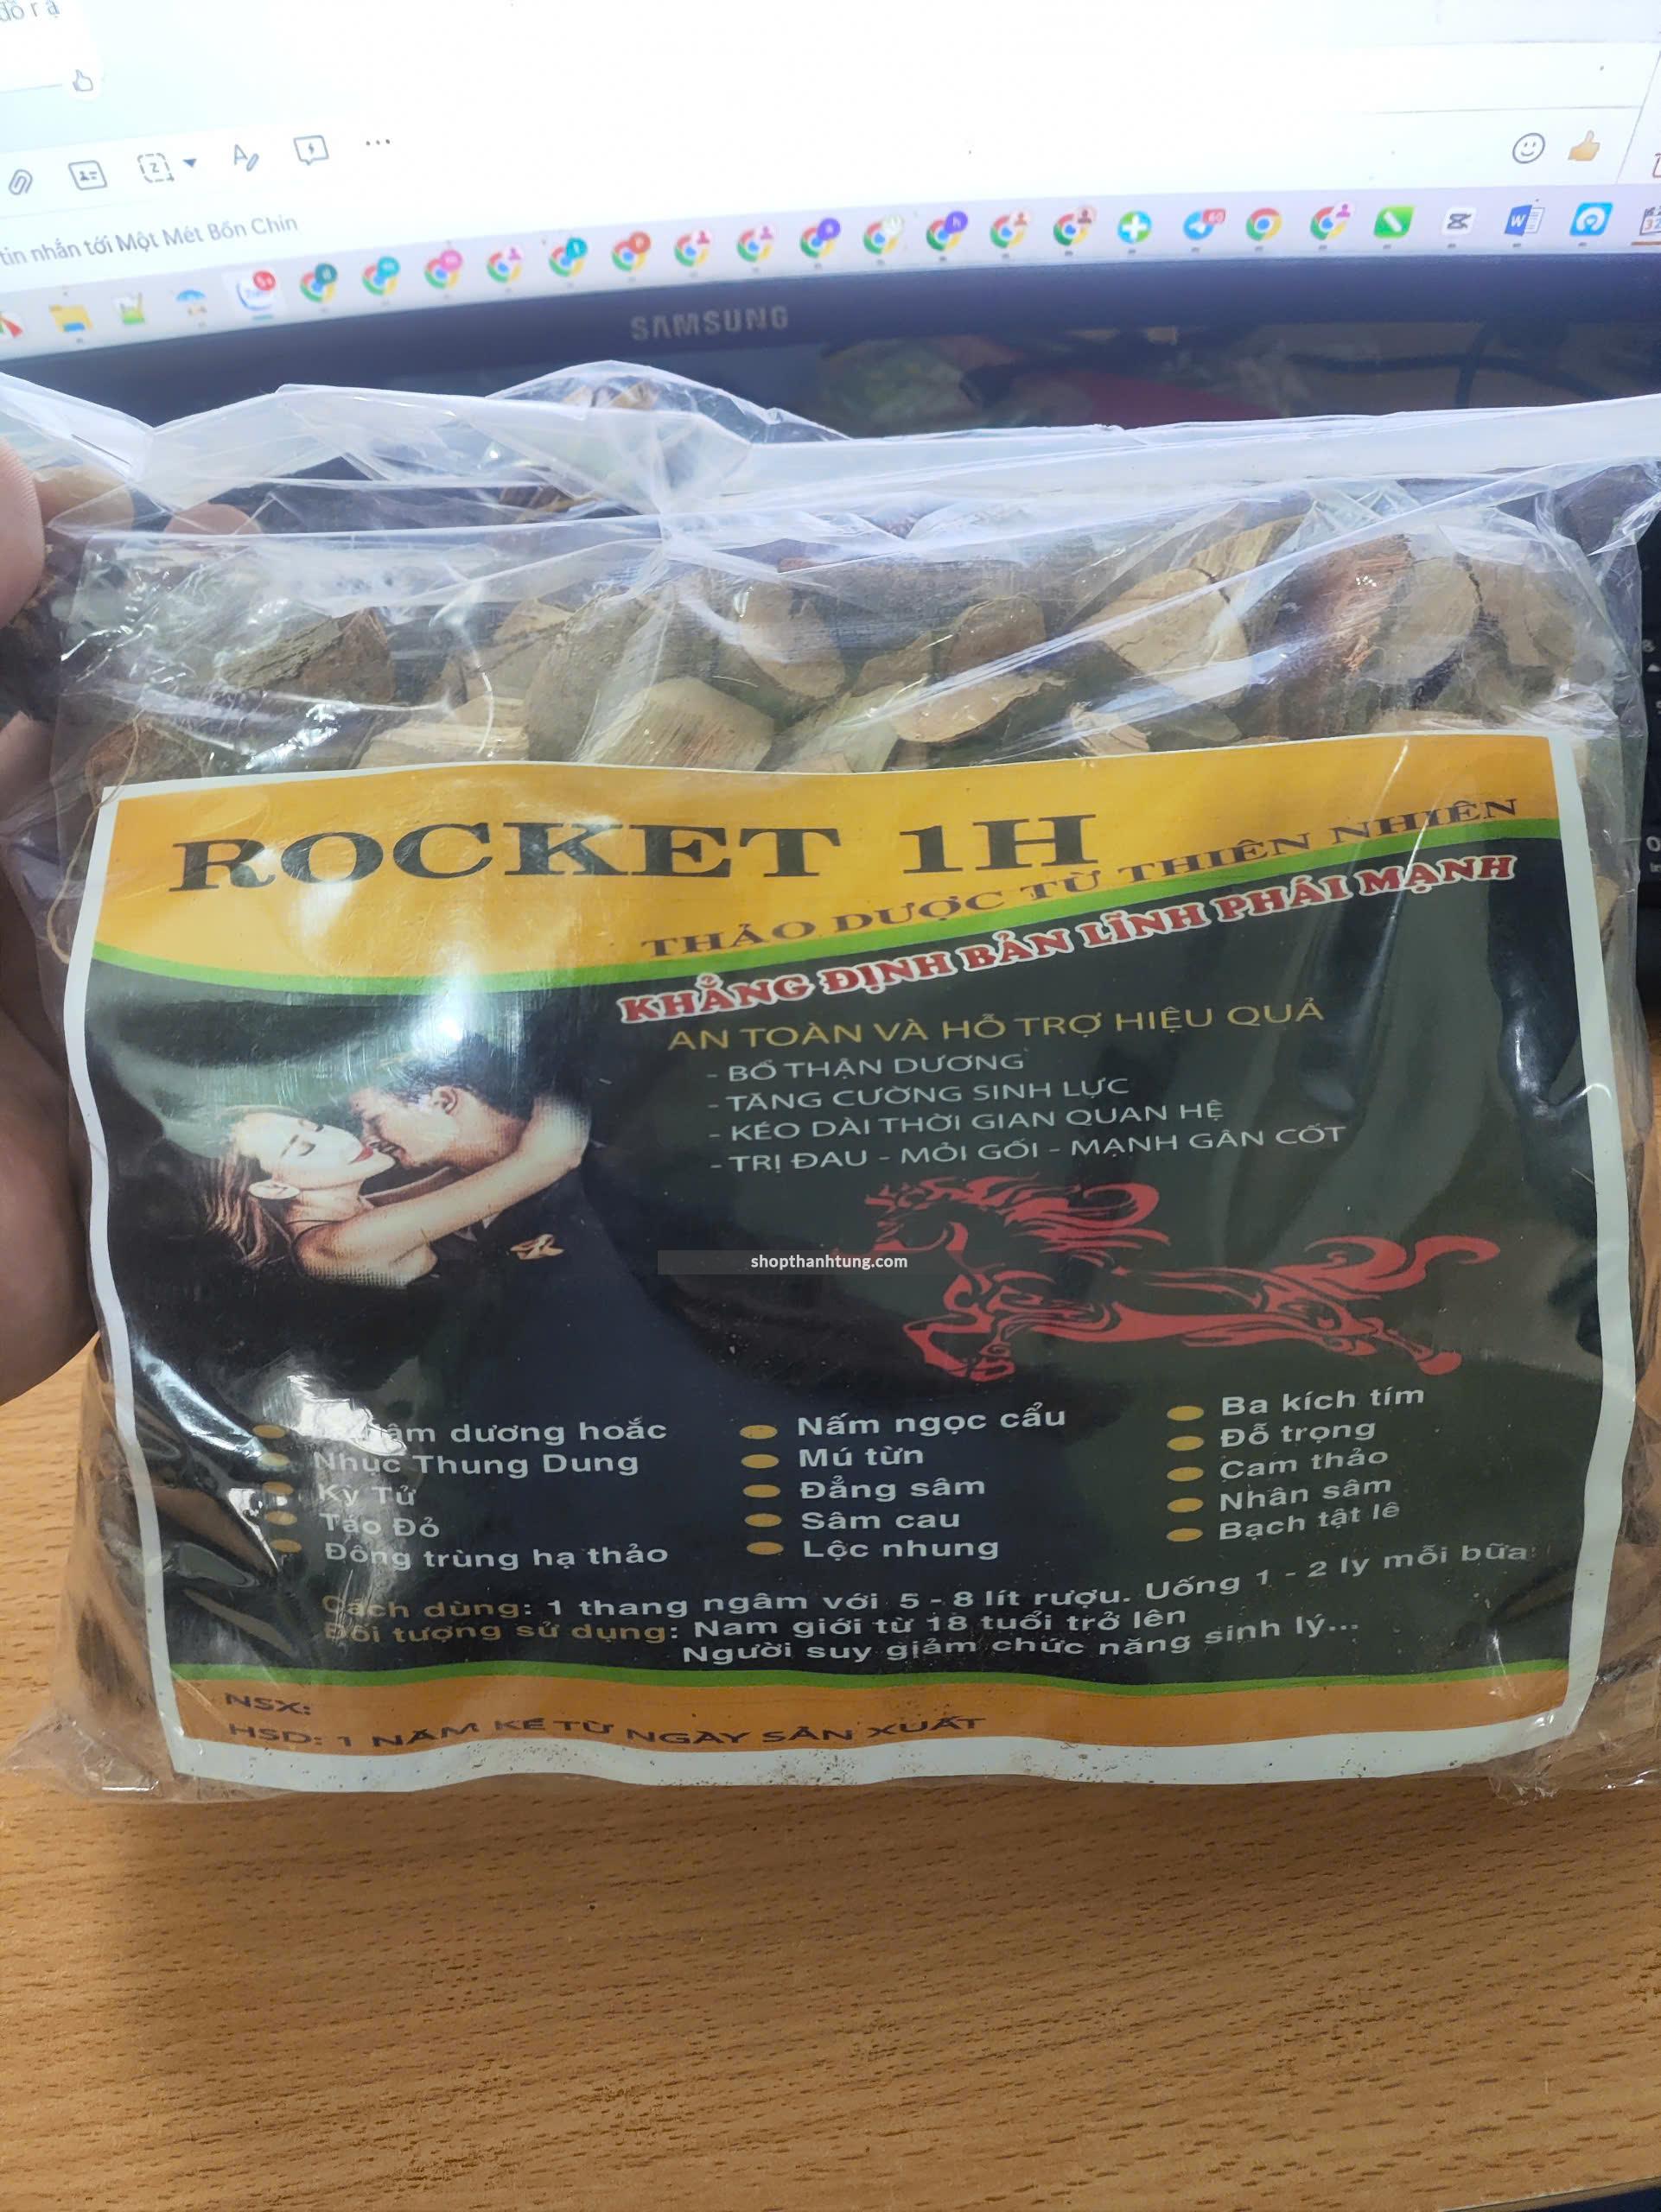 tin nhắn tới Một Mét Bốn Chín
SAMSUNG
ROCKET 1H
THẢO DƯỢC TỪ THIÊN NHIÊN
KHẲNG ĐỊNH BẢN LĨNH PHÁI MẠNH
AN TOÀN VÀ HỖ TRỢ HIỆU QUẢ
- BỔ THẬN DƯƠNG
- TĂNG CƯỜNG SINH LỰC
- KÉO DÀI THỜI GIAN QUAN HỆ
- TRỊ ĐAU - MỎI GỐI - MẠNH GÂN CỐT
shopthanhtung.com
dương hoắc
Nhục Thung Dung
Kỷ Tử
Táo Đỏ
Đông trùng hạ thảo
Nấm ngọc cẩu
Mú từn
Đẳng sâm
Sâm cau
Lộc nhung
Ba kích tím
Đỗ trọng
Cam thảo
Nhân sâm
Bạch tật lê
Cách dùng: 1 thang ngâm với 5 - 8 lít rượu. Uống 1 - 2 ly mỗi bữa
Đối tượng sử dụng: Nam giới từ 18 tuổi trở lên
Người suy giảm chức năng sinh lý...
NSX:
HSD: 1 NĂM KỂ TỪ NGÀY SẢN XUẤT